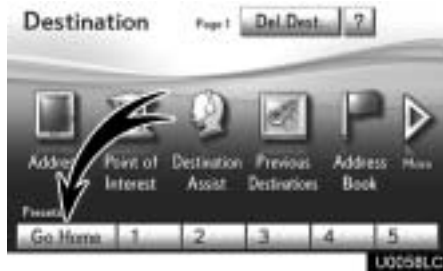 Destination Page 1 Del.Dest. ?
Address Point of Interest Destination Assist Previous Destinations Address Book More
Presets
Go Home 1 2 3 4 5
U0058LC